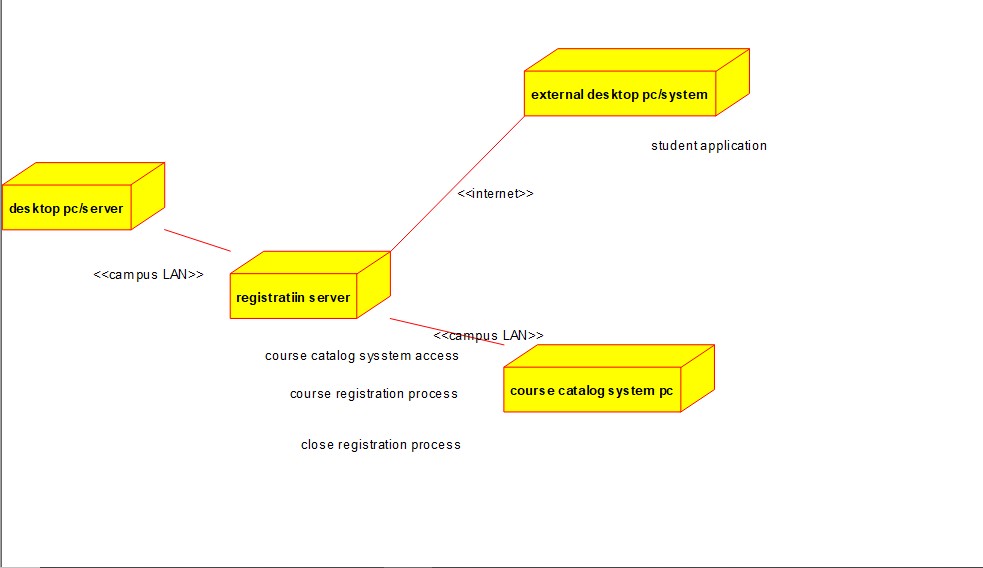 external desktop pc/system
student application
<<internet>>
desktop pc/server
<<campus LAN>>
registratiin server
<<campus LAN>>
course catalog sysstem access
course registration process
course catalog system pc
close registration process